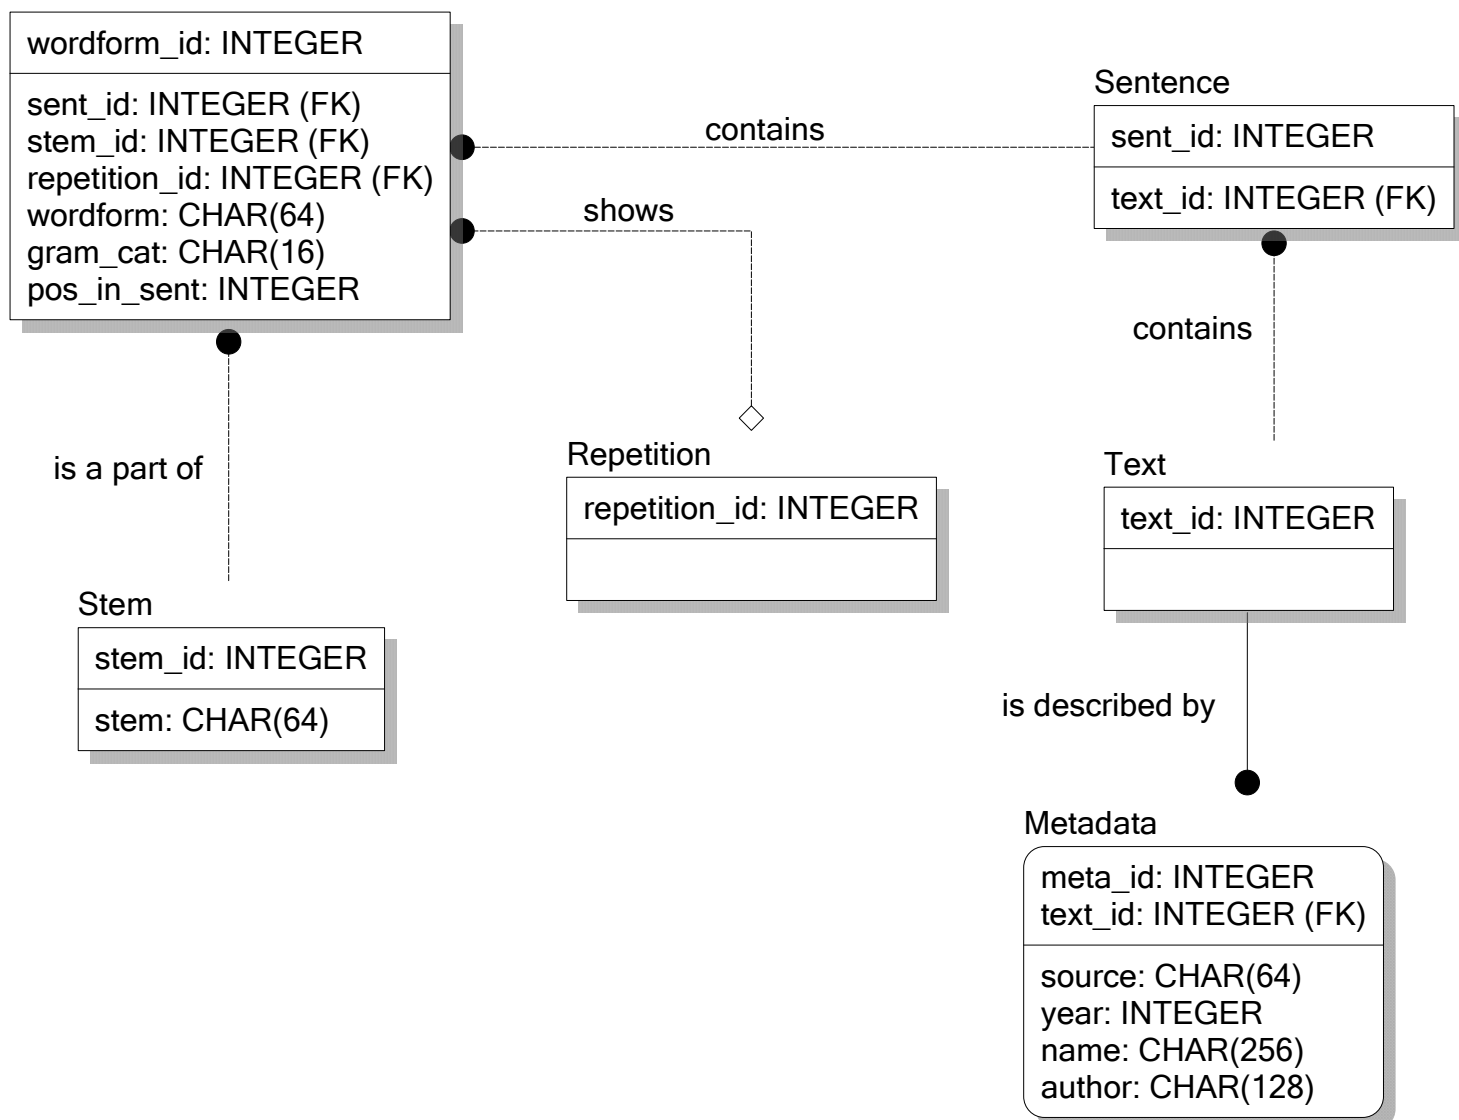 wordform_id: INTEGER
sent_id: INTEGER (FK)
stem_id: INTEGER (FK)
repetition_id: INTEGER (FK)
wordform: CHAR(64)
gram_cat: CHAR(16)
pos_in_sent: INTEGER
contains
shows
Sentence
sent_id: INTEGER
text_id: INTEGER (FK)
contains
is a part of
Repetition
repetition_id: INTEGER
Text
text_id: INTEGER
Stem
stem_id: INTEGER
stem: CHAR(64)
is described by
Metadata
meta_id: INTEGER
text_id: INTEGER (FK)
source: CHAR(64)
year: INTEGER
name: CHAR(256)
author: CHAR(128)